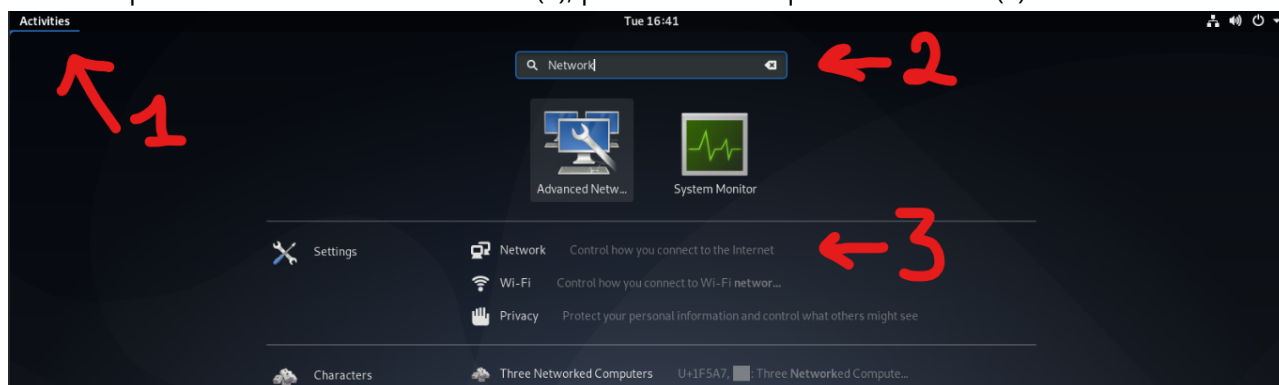 Activities
Tue 16:41
Network
2
1
Advanced Netw...
System Monitor
Settings
Network Control how you connect to the Internet
3
Wi-Fi Control how you connect to Wi-Fi networ...
Privacy Protect your personal information and control what others might see
Characters
Three Networked Computers U+1F5A7, : Three Networked Compute...